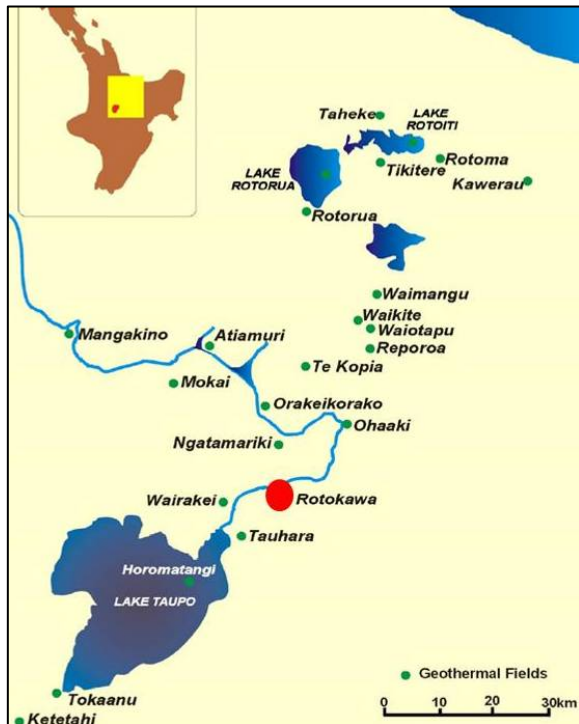 Taheke
LAKE
ROTOITI
LAKE
ROTORUA
Tikitere
Rotoma
Kawerau
Rotorua
Waimangu
Waikite
Waiotapu
Reporoa
Mangakino
Atiamuri
Te Kopia
Mokai
Orakeikorako
Ohaaki
Ngatamariki
Wairakei
Rotokawa
Tauhara
Horomatangi
LAKE TAUPO
Geothermal Fields
Tokaanu
0 10 20 30km
Ketetahi